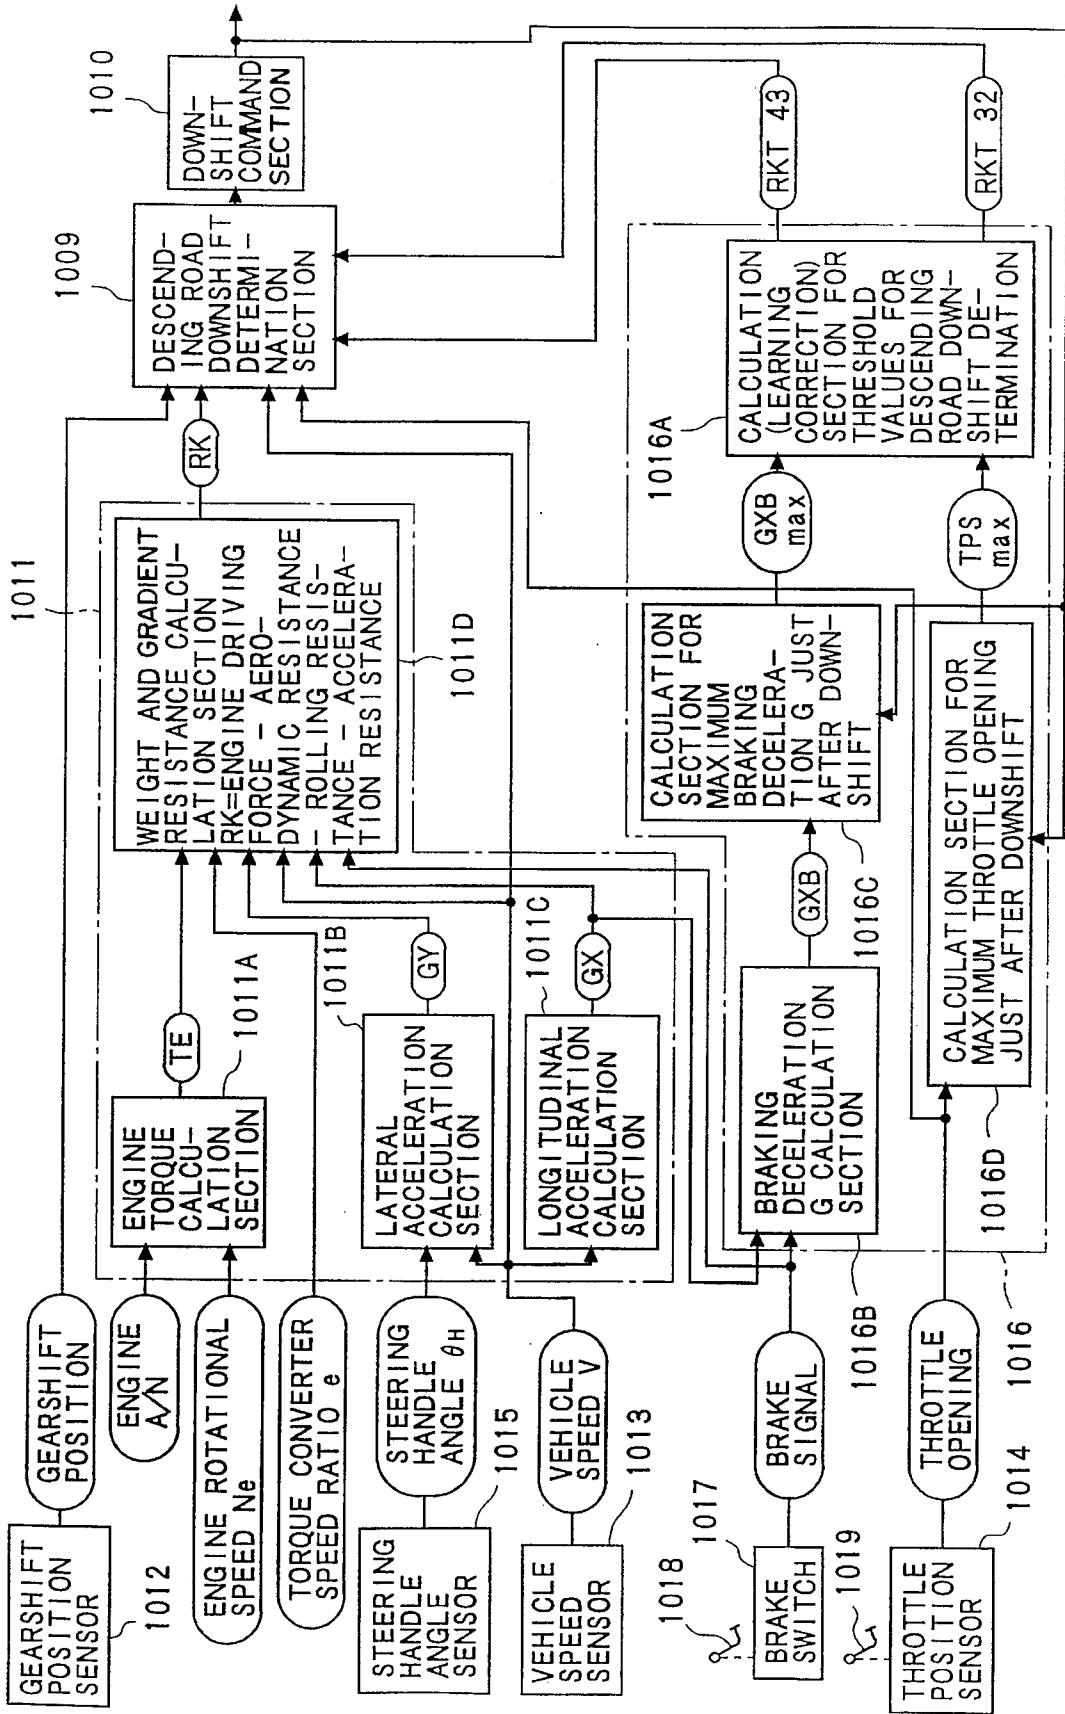 GEARSHIFT
POSITION
SENSOR
1012
GEARSHIFT
POSITION
ENGINE
A/N
ENGINE ROTATIONAL
SPEED Ne
TORQUE CONVERTER
SPEED RATIO e
STEERING
HANDLE
ANGLE
SENSOR
1015
STEERING
HANDLE
ANGLE θH
VEHICLE
SPEED
SENSOR
1013
VEHICLE
SPEED V
1018
1017
BRAKE
SWITCH
BRAKE
SIGNAL
1019
THROTTLE
POSITION
SENSOR
1014
THROTTLE
OPENING
1011
ENGINE
TORQUE
CALCU-
LATION
SECTION
1011A
TE
LATERAL
ACCELERATION
CALCULATION
SECTION
1011B
GY
LONGITUDINAL
ACCELERATION
CALCULATION
SECTION
1011C
GX
WEIGHT AND GRADIENT
RESISTANCE CALCU-
LATION SECTION
RK=ENGINE DRIVING
FORCE - AERO-
DYNAMIC RESISTANCE
- ROLLING RESIS-
TANCE - ACCELERA-
TION RESISTANCE
1011D
RK
1016
BRAKING
DECELERATION
G CALCULATION
SECTION
1016B
GXB
CALCULATION
SECTION FOR
MAXIMUM
BRAKING
DECELERA-
TION G JUST
AFTER DOWN-
SHIFT
1016C
GXB
max
CALCULATION SECTION FOR
MAXIMUM THROTTLE OPENING
JUST AFTER DOWNSHIFT
1016D
TPS
max
CALCULATION
(LEARNING
CORRECTION)
SECTION FOR
THRESHOLD
VALUES FOR
DESCENDING
ROAD DOWN-
SHIFT DE-
TERMINATION
1016A
RKT 43
RKT 32
DESCEND-
ING ROAD
DOWNSHIFT
DETERMI-
NATION
SECTION
1009
DOWN-
SHIFT
COMMAND
SECTION
1010